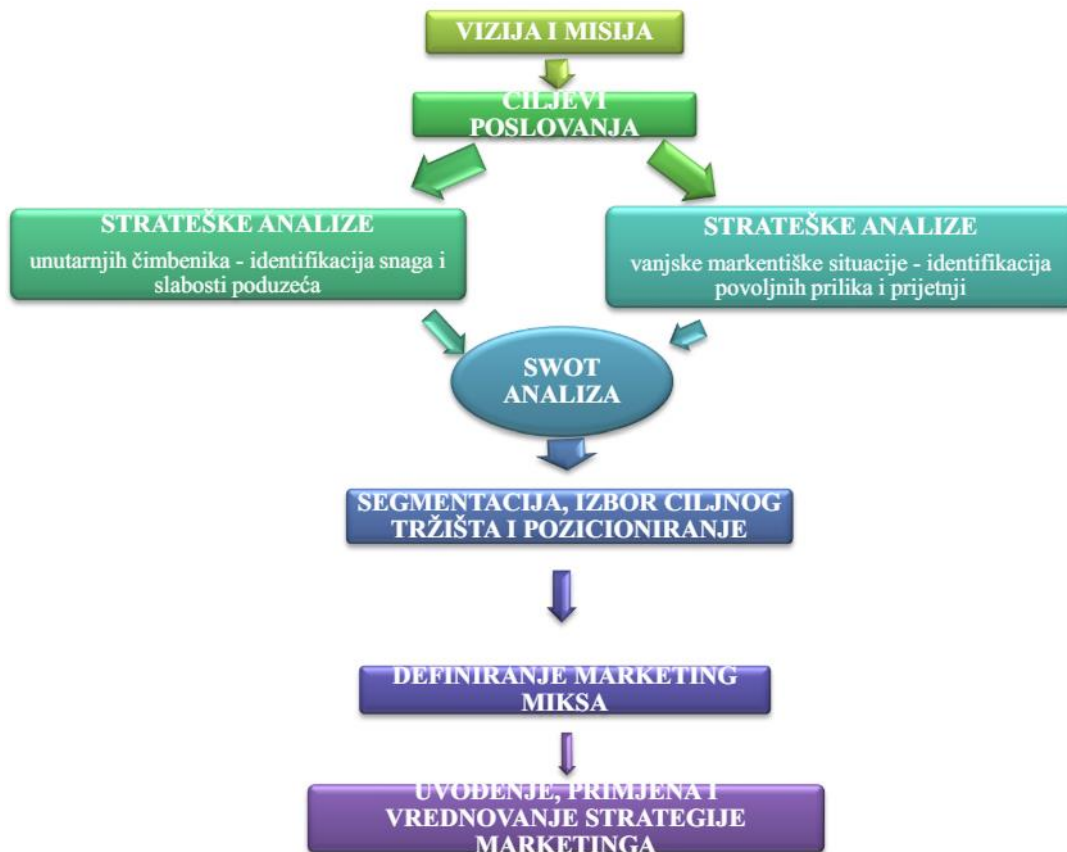 VIZIJA I MISIJA
CILJEVI
POSLOVANJA
STRATEŠKE ANALIZE
unutarnjih čimbenika - identifikacija snaga i
slabosti poduzeća
STRATEŠKE ANALIZE
vanjske markentiške situacije - identifikacija
povoljnih prilika i prijetnji
SWOT
ANALIZA
SEGMENTACIJA, IZBOR CILJNOG
TRŽIŠTA I POZICIONIRANJE
DEFINIRANJE MARKETING
MIKSA
UVOĐENJE, PRIMJENA I
VREDNOVANJE STRATEGIJE
MARKETINGA